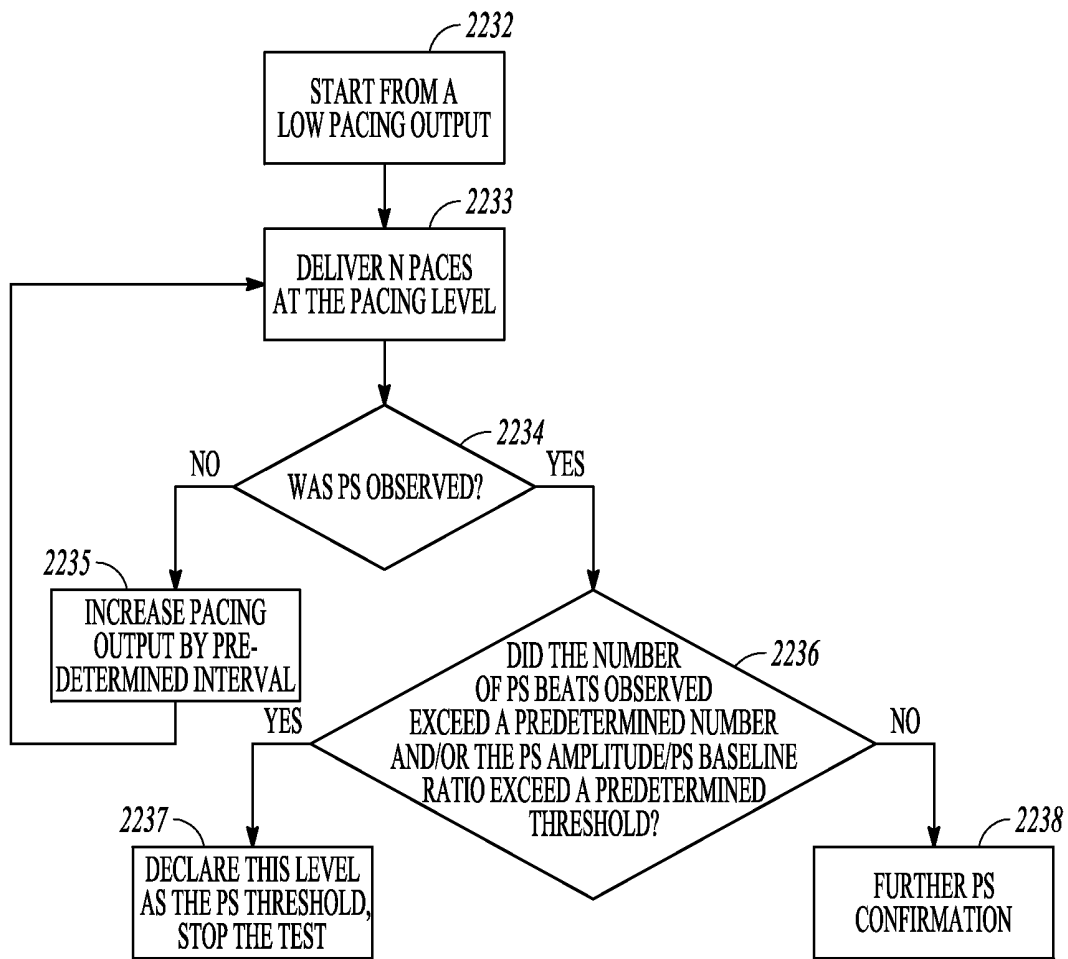 2232
START FROM A
LOW PACING OUTPUT
2233
DELIVER N PACES
AT THE PACING LEVEL
2234
NO
YES
WAS PS OBSERVED?
2235
INCREASE PACING
OUTPUT BY PRE-
DETERMINED INTERVAL
2236
DID THE NUMBER
OF PS BEATS OBSERVED
EXCEED A PREDETERMINED NUMBER
AND/OR THE PS AMPLITUDE/PS BASELINE
RATIO EXCEED A PREDETERMINED
THRESHOLD?
YES
NO
2237
DECLARE THIS LEVEL
AS THE PS THRESHOLD,
STOP THE TEST
2238
FURTHER PS
CONFIRMATION